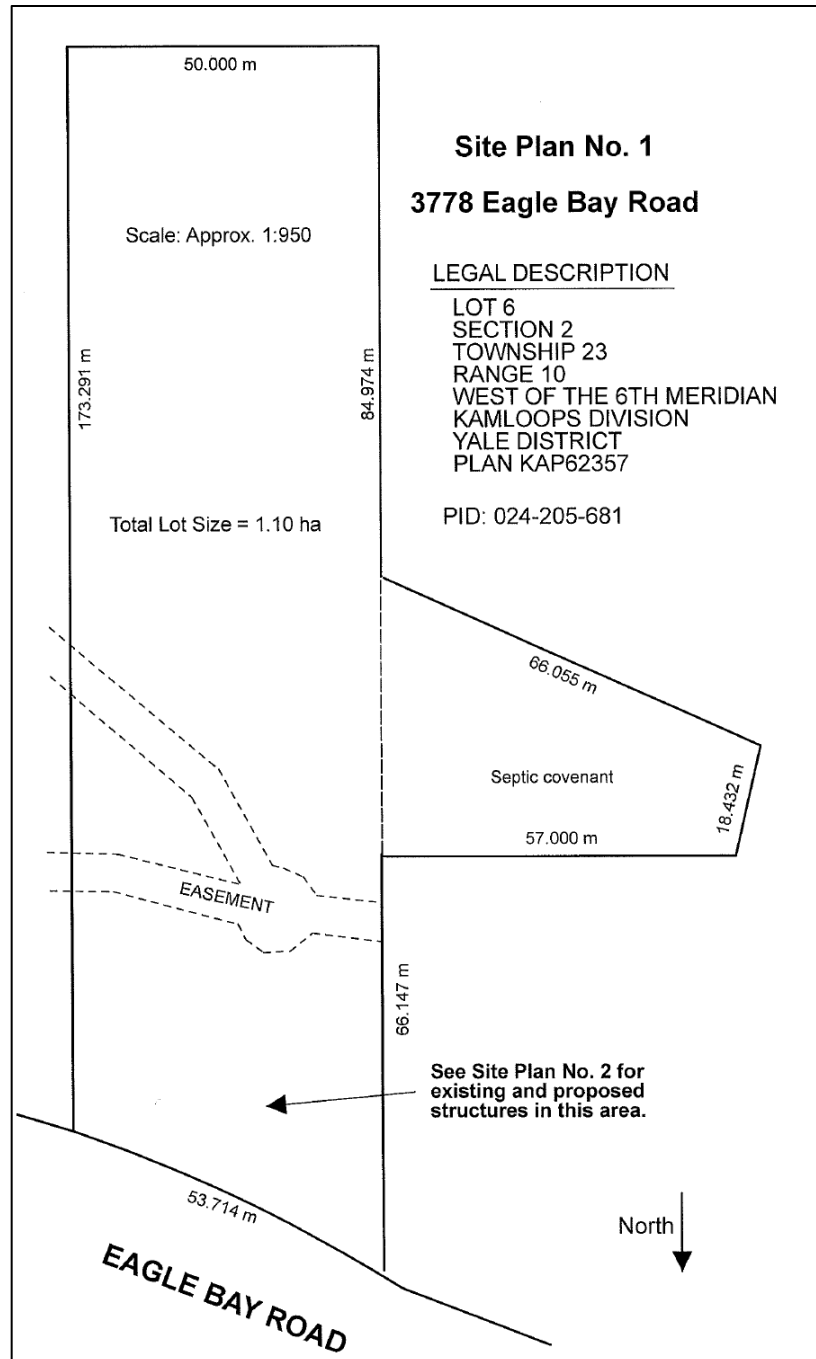 50.000 m
Site Plan No. 1
3778 Eagle Bay Road
Scale: Approx. 1:950
LEGAL DESCRIPTION
LOT 6
SECTION 2
TOWNSHIP 23
RANGE 10
WEST OF THE 6TH MERIDIAN
KAMLOOPS DIVISION
YALE DISTRICT
PLAN KAP62357
173.291 m
84.974 m
Total Lot Size = 1.10 ha
PID: 024-205-681
66.055 m
Septic covenant
18.432 m
57.000 m
EASEMENT
66.147 m
See Site Plan No. 2 for
existing and proposed
structures in this area.
53.714 m
North
EAGLE BAY ROAD